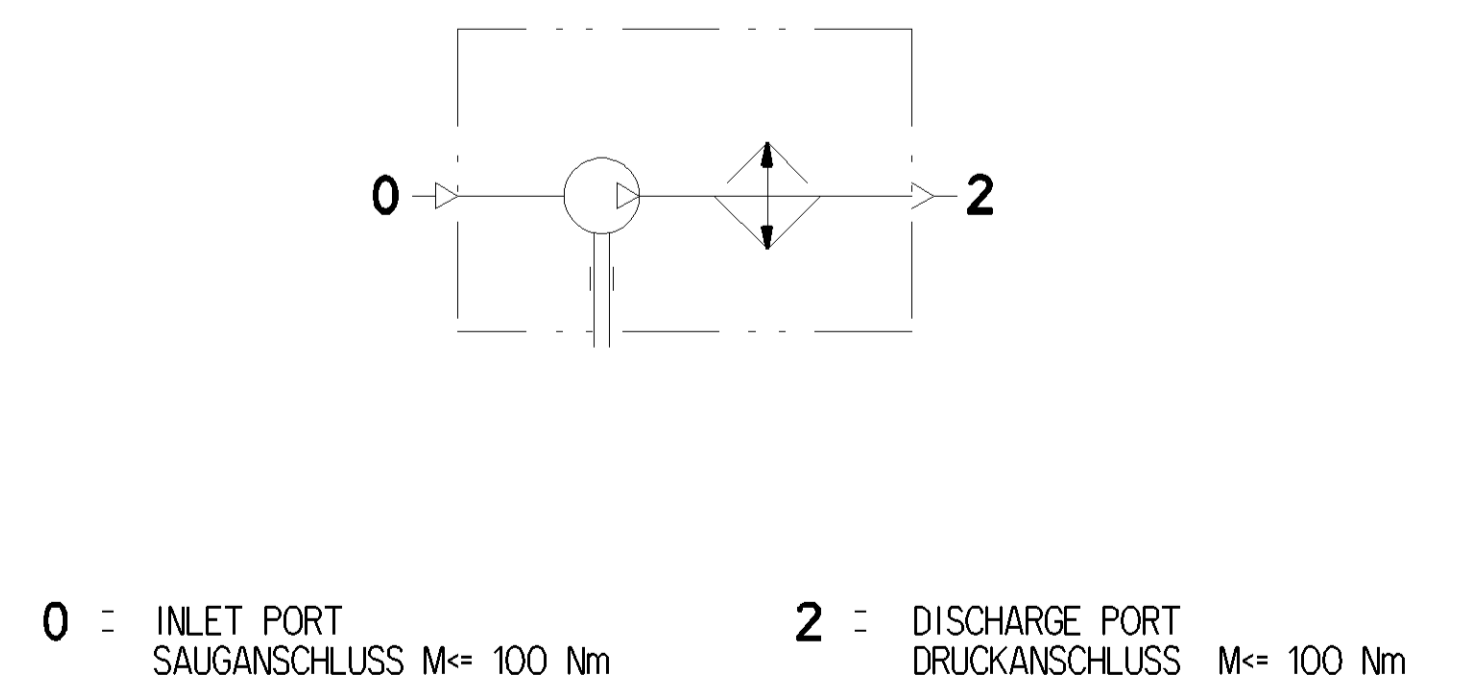 0 2
0 = INLET PORT
SAUGANSCHLUSS M<= 100 Nm
2 = DISCHARGE PORT
DRUCKANSCHLUSS M<= 100 Nm